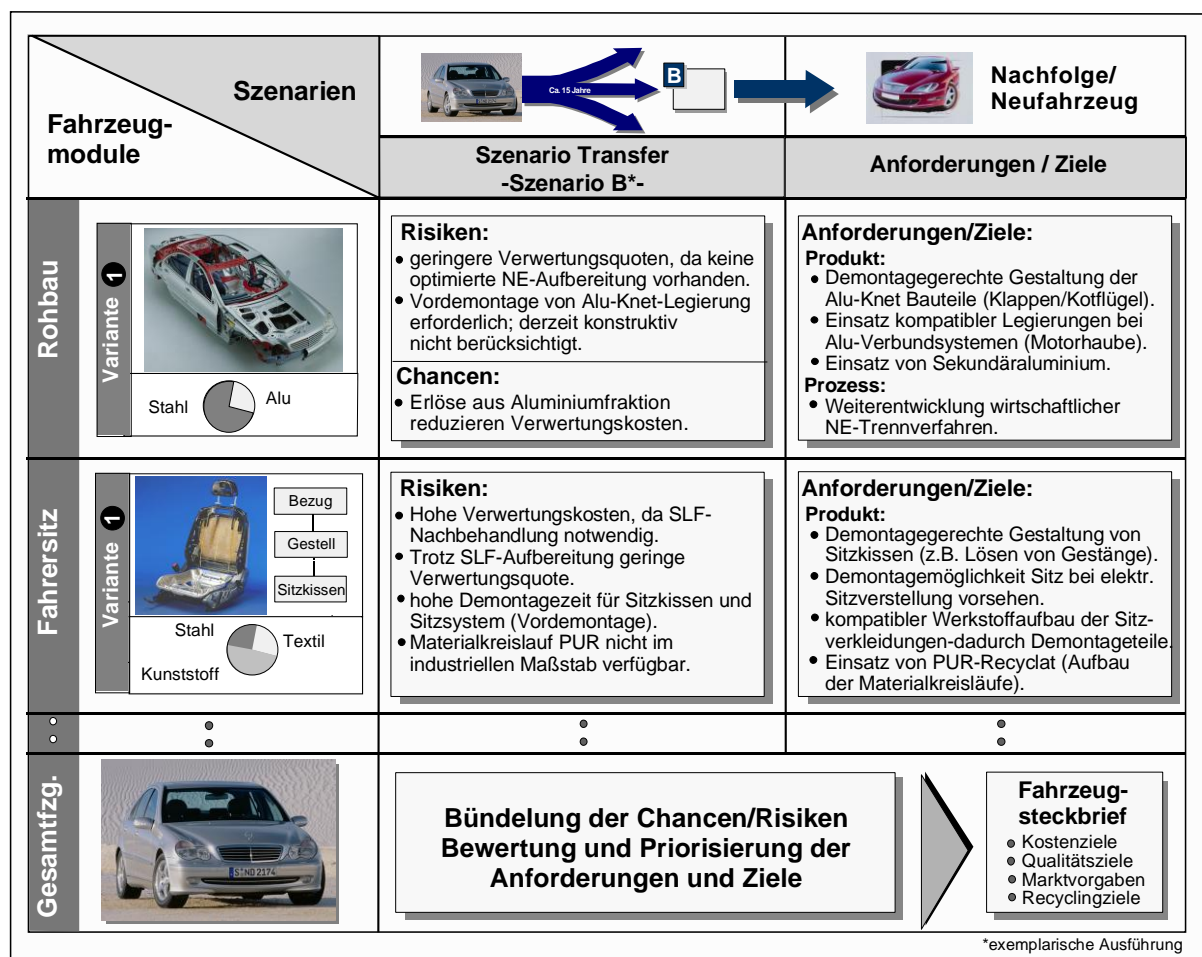 Szenarien
Fahrzeug-
module
Ca. 15 Jahre
B
Nachfolge/
Neufahrzeug
Szenario Transfer
-Szenario B*-
Anforderungen / Ziele
Rohbau
Variante 1
Stahl
Alu
Risiken:
• geringere Verwertungsquoten, da keine
optimierte NE-Aufbereitung vorhanden.
• Vordemontage von Alu-Knet-Legierung
erforderlich; derzeit konstruktiv
nicht berücksichtigt.
Chancen:
• Erlöse aus Aluminiumfraktion
reduzieren Verwertungskosten.
Anforderungen/Ziele:
Produkt:
• Demontagegerechte Gestaltung der
Alu-Knet Bauteile (Klappen/Kotflügel).
• Einsatz kompatibler Legierungen bei
Alu-Verbundsystemen (Motorhaube).
• Einsatz von Sekundäraluminium.
Prozess:
• Weiterentwicklung wirtschaftlicher
NE-Trennverfahren.
Fahrersitz
Variante 1
Bezug
Gestell
Sitzkissen
Stahl
Textil
Kunststoff
Risiken:
• Hohe Verwertungskosten, da SLF-
Nachbehandlung notwendig.
• Trotz SLF-Aufbereitung geringe
Verwertungsquote.
• hohe Demontagezeit für Sitzkissen und
Sitzsystem (Vordemontage).
• Materialkreislauf PUR nicht im
industriellen Maßstab verfügbar.
Anforderungen/Ziele:
Produkt:
• Demontagegerechte Gestaltung von
Sitzkissen (z.B. Lösen von Gestänge).
• Demontagemöglichkeit Sitz bei elektr.
Sitzverstellung vorsehen.
• kompatibler Werkstoffaufbau der Sitz-
verkleidungen-dadurch Demontageteile.
• Einsatz von PUR-Recyclat (Aufbau
der Materialkreisläufe).
Gesamtfzg.
S ND 2174
Bündelung der Chancen/Risiken
Bewertung und Priorisierung der
Anforderungen und Ziele
Fahrzeug-
steckbrief
• Kostenziele
• Qualitätsziele
• Marktvorgaben
• Recyclingziele
*exemplarische Ausführung